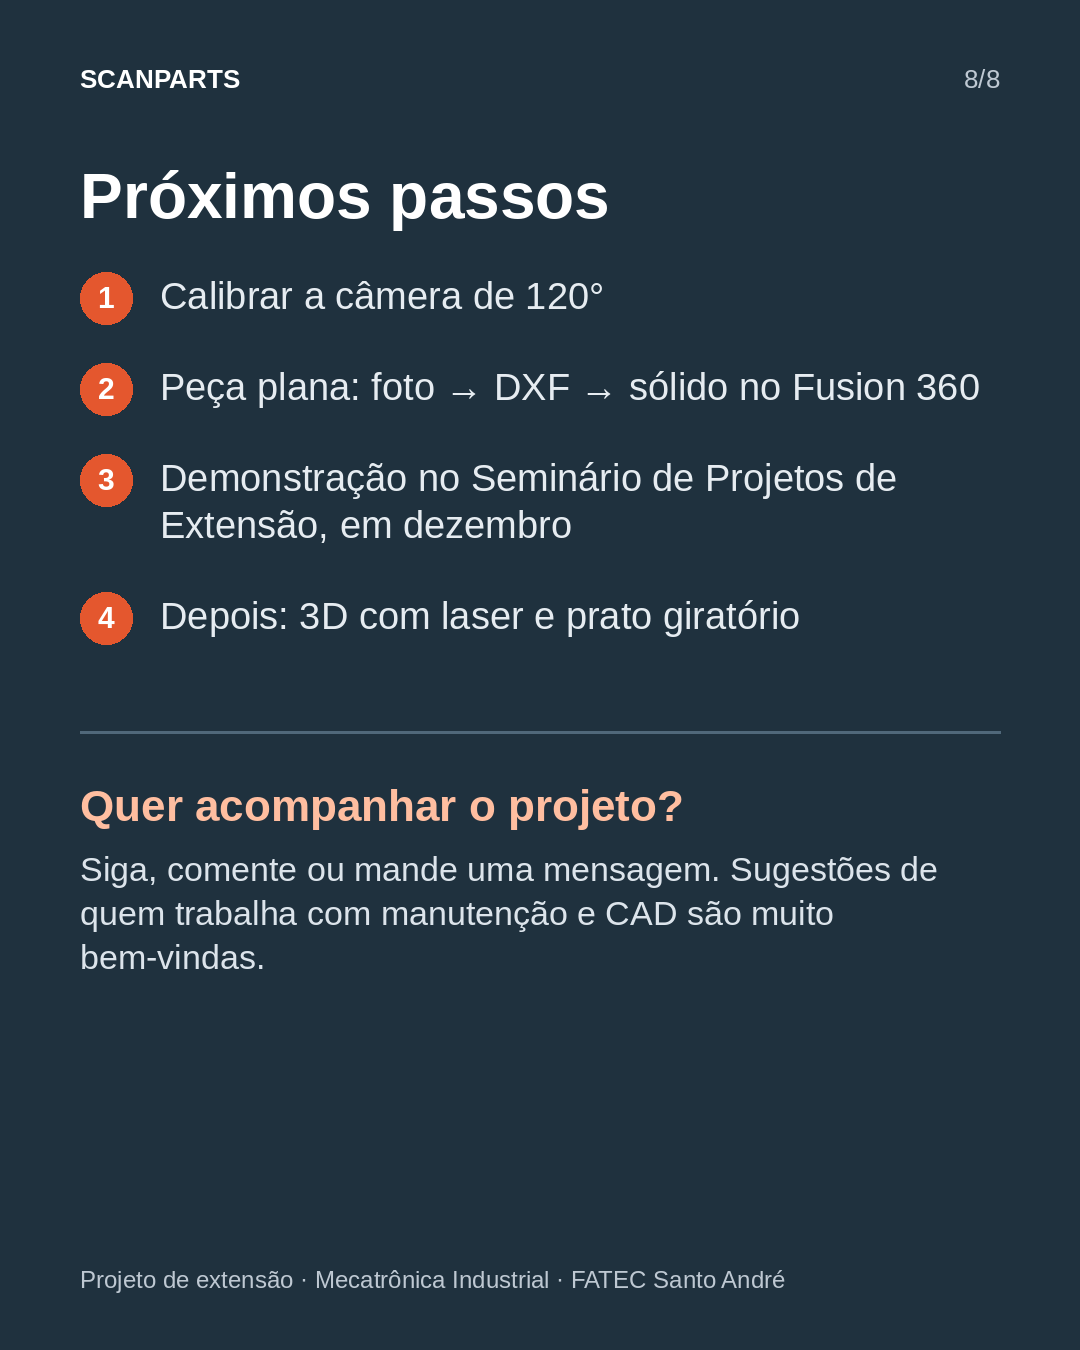 SCANPARTS
8/8
Próximos passos
1 Calibrar a câmera de 120°
2 Peça plana: foto → DXF → sólido no Fusion 360
3 Demonstração no Seminário de Projetos de
Extensão, em dezembro
4 Depois: 3D com laser e prato giratório
Quer acompanhar o projeto?
Siga, comente ou mande uma mensagem. Sugestões de
quem trabalha com manutenção e CAD são muito
bem-vindas.
Projeto de extensão · Mecatrônica Industrial · FATEC Santo André